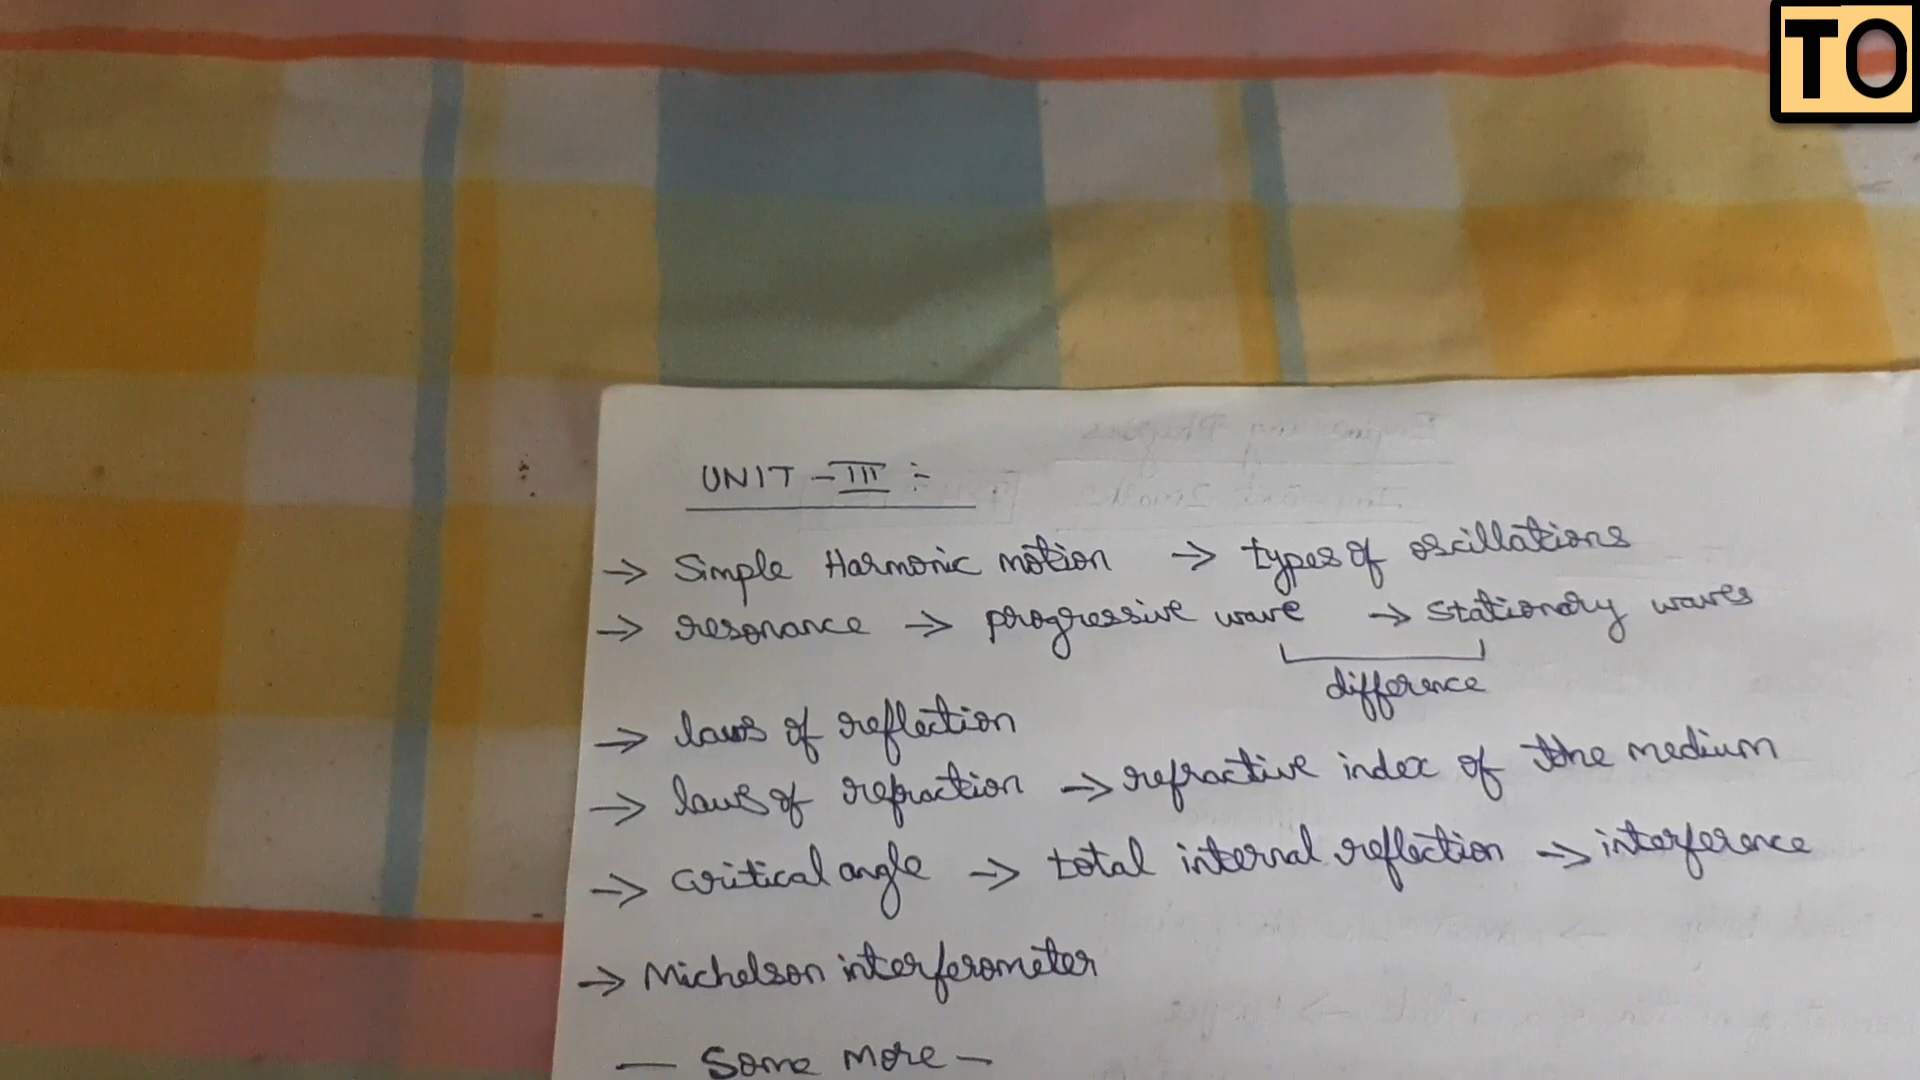 TO
UNIT - III :-
→ Simple Harmonic motion → types of oscillations
→ resonance → progressive wave → stationary waves
difference
→ laws of reflection
→ laws of refraction → refractive index of the medium
→ critical angle → total internal reflection → interference
→ Michelson interferometer
— Some more —